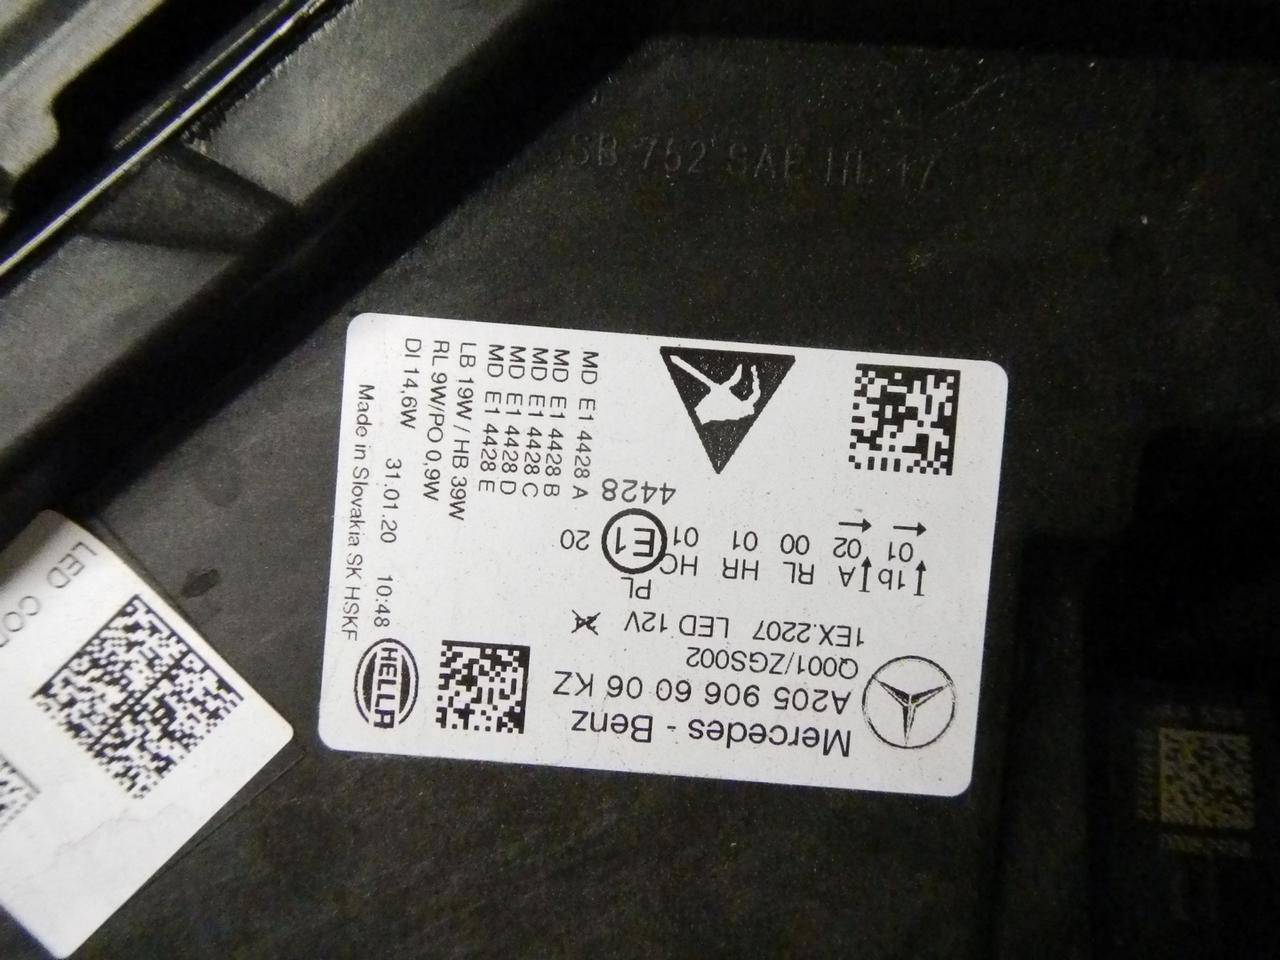 SB 752 SAE HL 17
Mercedes - Benz
A205 906 60 06 KZ
Q001/ZGS002
1EX.2207 LED 12V
PL
1b A RL HR HC
E1
20
01 02 00 01 01
4428
MD E1 4428 A
MD E1 4428 B
MD E1 4428 C
MD E1 4428 D
MD E1 4428 E
LB 19W / HB 39W
RL 9W/PO 0,9W
DI 14,6W
31.01.20 10:48
Made in Slovakia SK HSKF
HELLA
LED